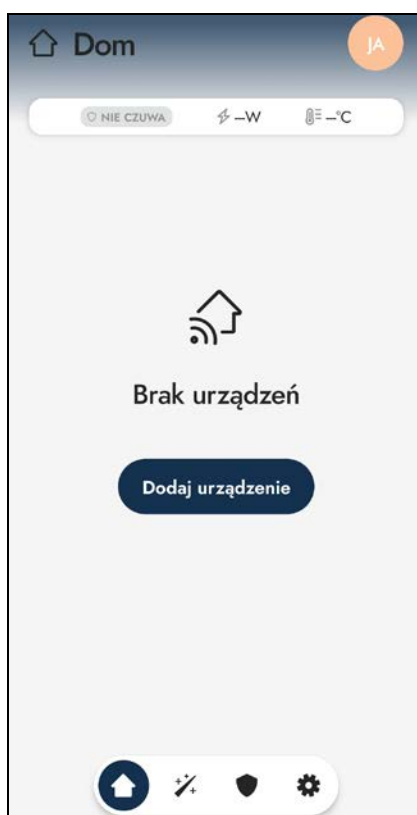 Dom
JA
NIE CZUWA –W –°C
Brak urządzeń
Dodaj urządzenie